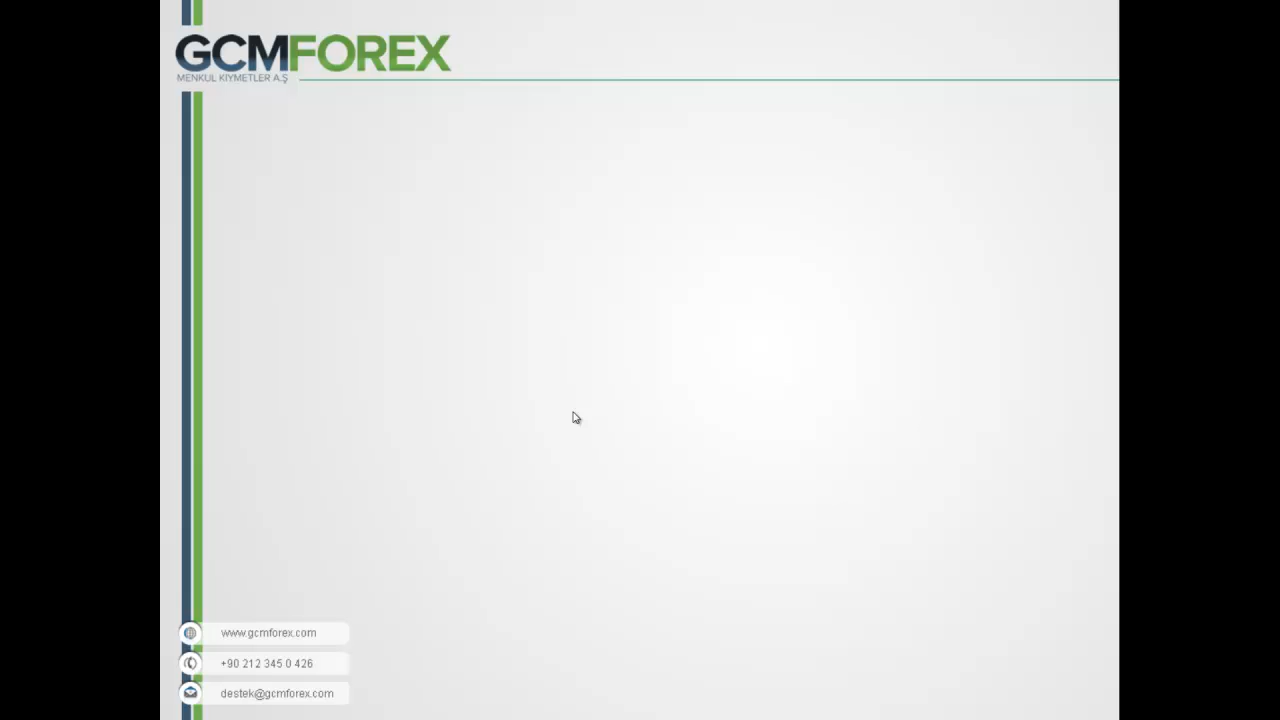 GCMFOREX
MENKUL KIYMETLER A.Ş
www.gcmforex.com
+90 212 345 0 426
destek@gcmforex.com